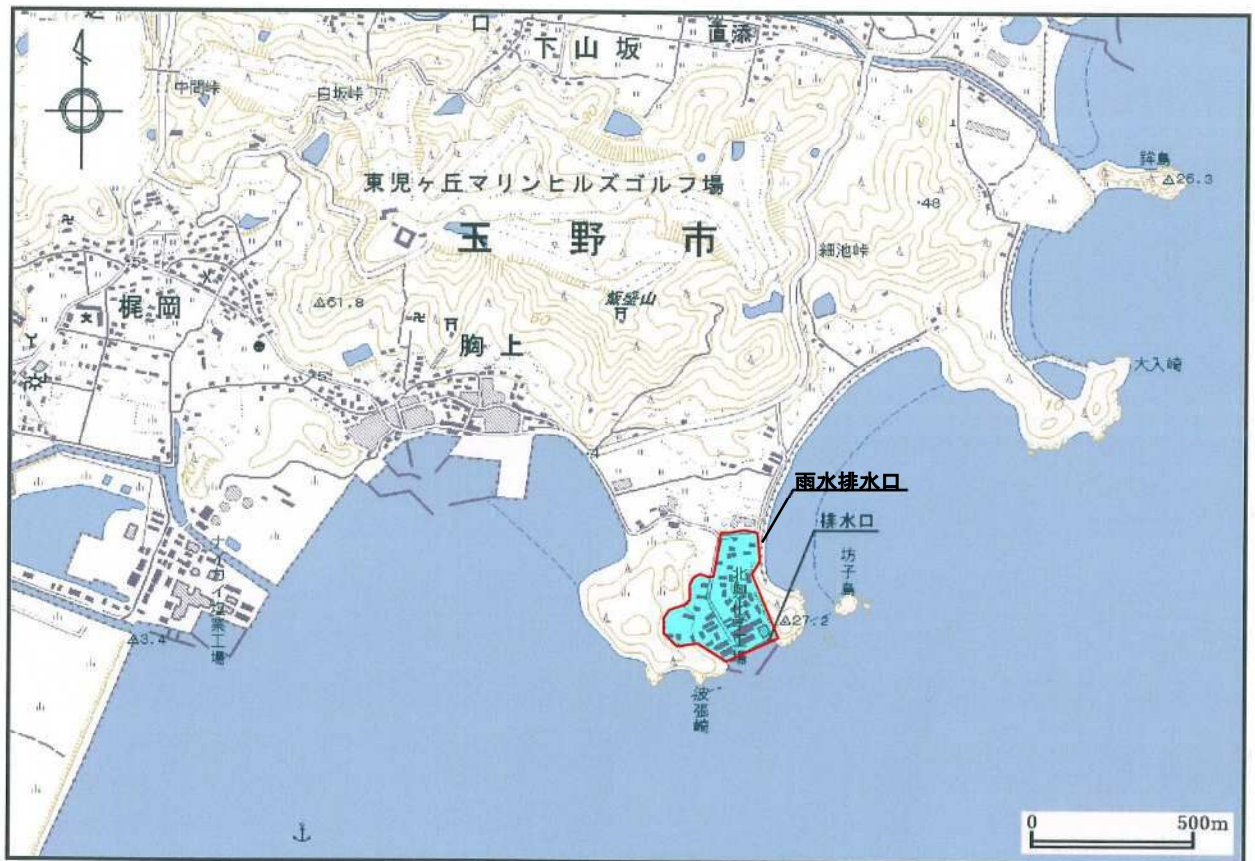 下山坂
直添
中間峠
白坂峠
鉾島
△26.3
東児ヶ丘マリンヒルズゴルフ場
・48
玉野市
細池峠
飯盛山
△61.8
梶岡
胸上
大入崎
10
雨水排水口
排水口
坊子島
△27.2
△3.4
ナイカイ塩業工場
波張崎
0 500m